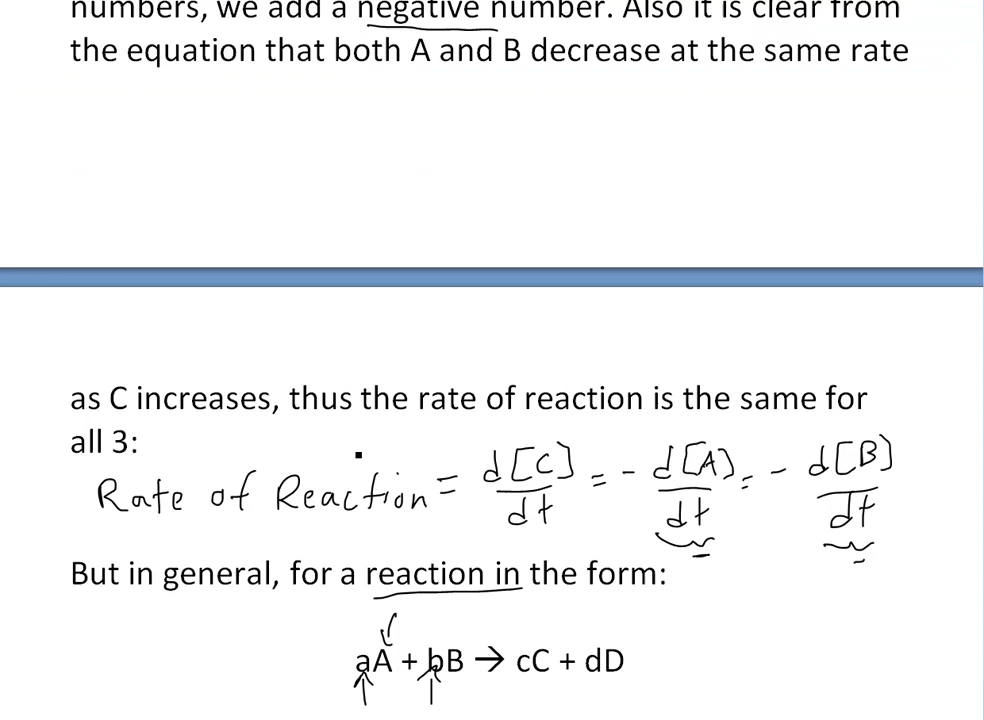 numbers, we add a negative number. Also it is clear from
the equation that both A and B decrease at the same rate
as C increases, thus the rate of reaction is the same for
all 3:
Rate of Reaction = d[C]/dt = - d[A]/dt = - d[B]/dt
But in general, for a reaction in the form:
aA + bB → cC + dD